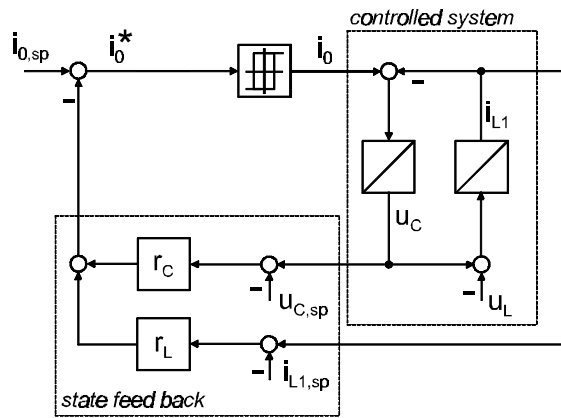 controlled system
i0,sp
i0*
i0
-
-
iL1
uC
rC
-
uC,sp
-
uL
rL
-
iL1,sp
state feed back